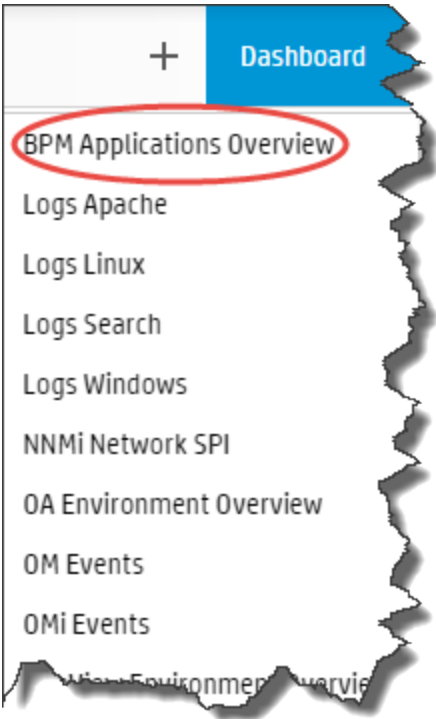 + Dashboard
BPM Applications Overview
Logs Apache
Logs Linux
Logs Search
Logs Windows
NNMi Network SPI
OA Environment Overview
OM Events
OMi Events
Environment